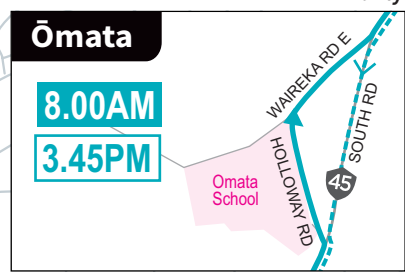 Ōmata
8.00AM
3.45PM
WAIREKA RD E
SOUTH RD
HOLLOWAY RD
45
Omata
School